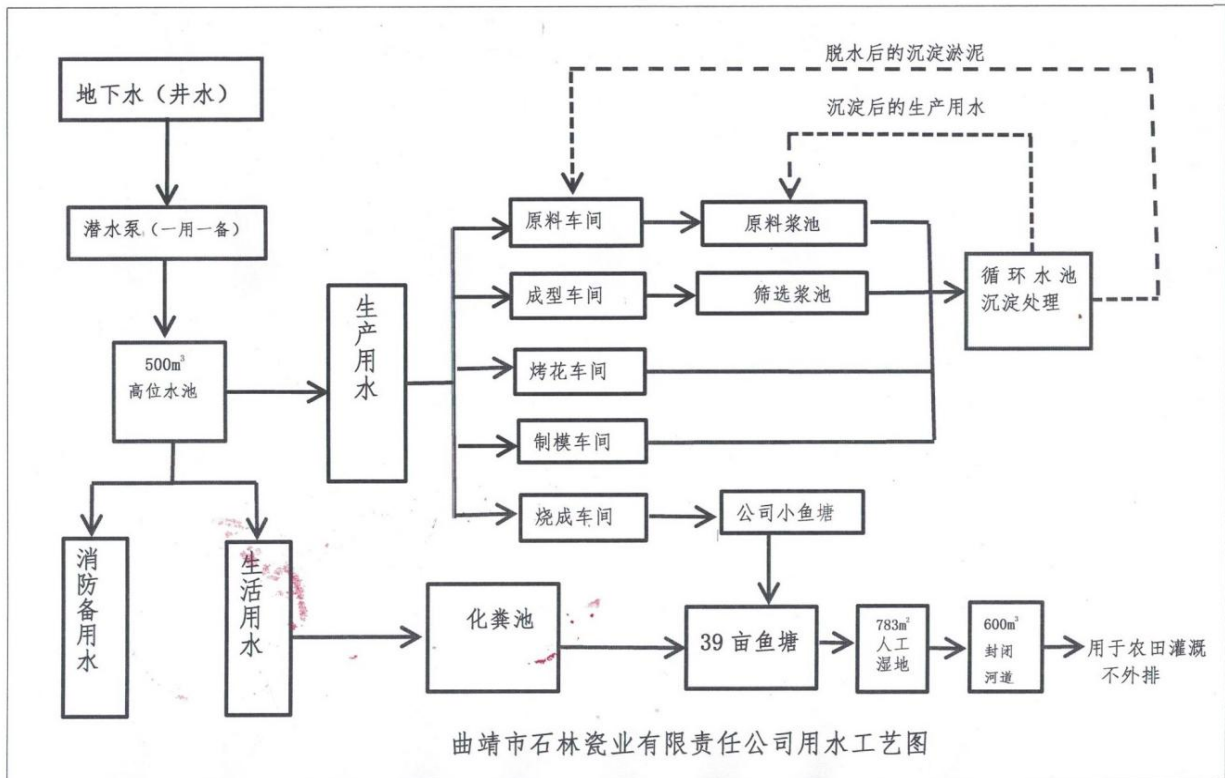 脱水后的沉淀淤泥
地下水（井水）
沉淀后的生产用水
潜水泵（一用一备）
原料车间
原料浆池
生产用水
成型车间
筛选浆池
循环水池
沉淀处理
500m³
高位水池
烤花车间
制模车间
烧成车间
公司小鱼塘
消防备用水
生活用水
化粪池
39亩鱼塘
783m²
人工
湿地
600m³
封闭
河道
用于农田灌溉
不外排
曲靖市石林瓷业有限责任公司用水工艺图